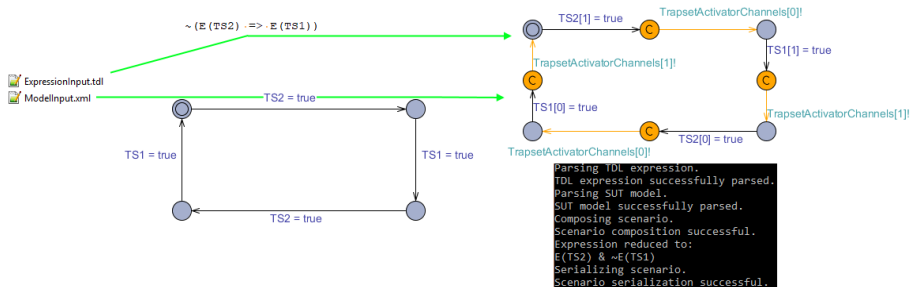 ~(E(TS2) => E(TS1))
TS2[1] = true
TrapsetActivatorChannels[0]!
TS1[1] = true
TrapsetActivatorChannels[1]!
ExpressionInput.tdl
ModelInput.xml
TS2 = true
TS1[0] = true
TrapsetActivatorChannels[1]!
TS2[0] = true
TrapsetActivatorChannels[0]!
TS1 = true
TS1 = true
TS2 = true
Parsing TDL expression.
TDL expression successfully parsed.
Parsing SUT model.
SUT model successfully parsed.
Composing scenario.
Scenario composition successful.
Expression reduced to:
E(TS2) & ~E(TS1)
Serializing scenario.
Scenario serialization successful.
C
C
C
C